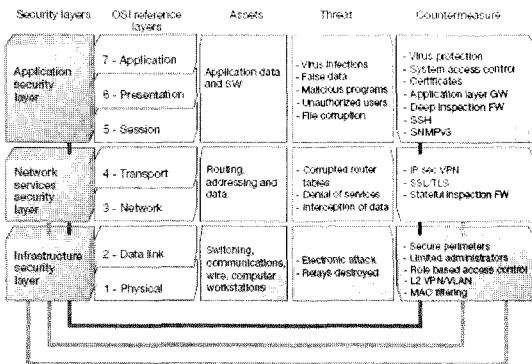 Security layers
OSI reference
layers
Assets
Threat
Countermeasure
Application
security
layer
7 - Application
6 - Presentation
5 - Session
Application data
and SW
- Virus infections
- False data
- Malicious programs
- Unauthorized users
- File corruption
- Virus protection
- System access control
- Certificates
- Application layer GW
- Deep Inspection FW
- SSH
- SNMPv3
Network
services
security
layer
4 - Transport
3 - Network
Routing,
addressing and
data
- Corrupted router
tables
- Denial of services
- Interception of data
- IP sec VPN
- SSL/TLS
- Stateful inspection FW
Infrastructure
security
layer
2 - Data link
1 - Physical
Switching,
communications,
wire, computer
workstations
- Electronic attack
- Relays destroyed
- Secure perimeters
- Limited administrators
- Role based access control
- L2 VPN/VLAN
- MAC filtering